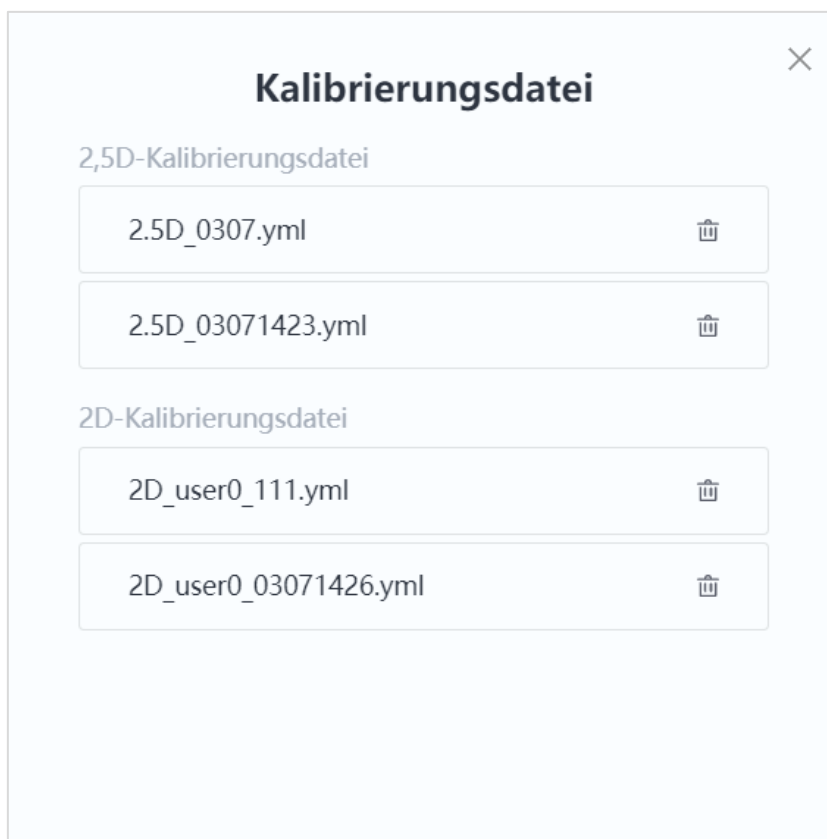 Kalibrierungsdatei
2,5D-Kalibrierungsdatei
2.5D_0307.yml
2.5D_03071423.yml
2D-Kalibrierungsdatei
2D_user0_111.yml
2D_user0_03071426.yml